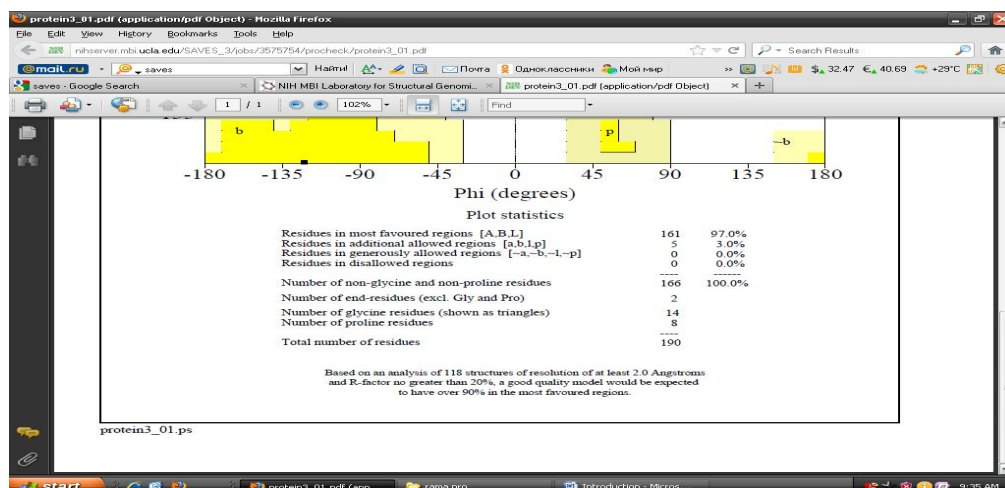 protein3_01.pdf (application/pdf Object) - Mozilla Firefox
File Edit View History Bookmarks Tools Help
nihserver.mbi.ucla.edu/SAVES_3/jobs/3575754/procheck/protein3_01.pdf Search Results
@mail.ru saves Найти! Почта Одноклассники Мой мир » $ 32.47 € 40.69 +29°C
saves - Google Search × NIH MBI Laboratory for Structural Genomi... × protein3_01.pdf (application/pdf Object) × +
1 / 1 102% Find
b p ~b
-180 -135 -90 -45 0 45 90 135 180
Phi (degrees)
Plot statistics
Residues in most favoured regions [A,B,L] 161 97.0%
Residues in additional allowed regions [a,b,l,p] 5 3.0%
Residues in generously allowed regions [~a,~b,~l,~p] 0 0.0%
Residues in disallowed regions 0 0.0%
---- ------
Number of non-glycine and non-proline residues 166 100.0%
Number of end-residues (excl. Gly and Pro) 2
Number of glycine residues (shown as triangles) 14
Number of proline residues 8
----
Total number of residues 190
Based on an analysis of 118 structures of resolution of at least 2.0 Angstroms
and R-factor no greater than 20%, a good quality model would be expected
to have over 90% in the most favoured regions.
protein3_01.ps
start protein3_01.pdf (app... rama pro Introduction - Micros... 9:35 AM